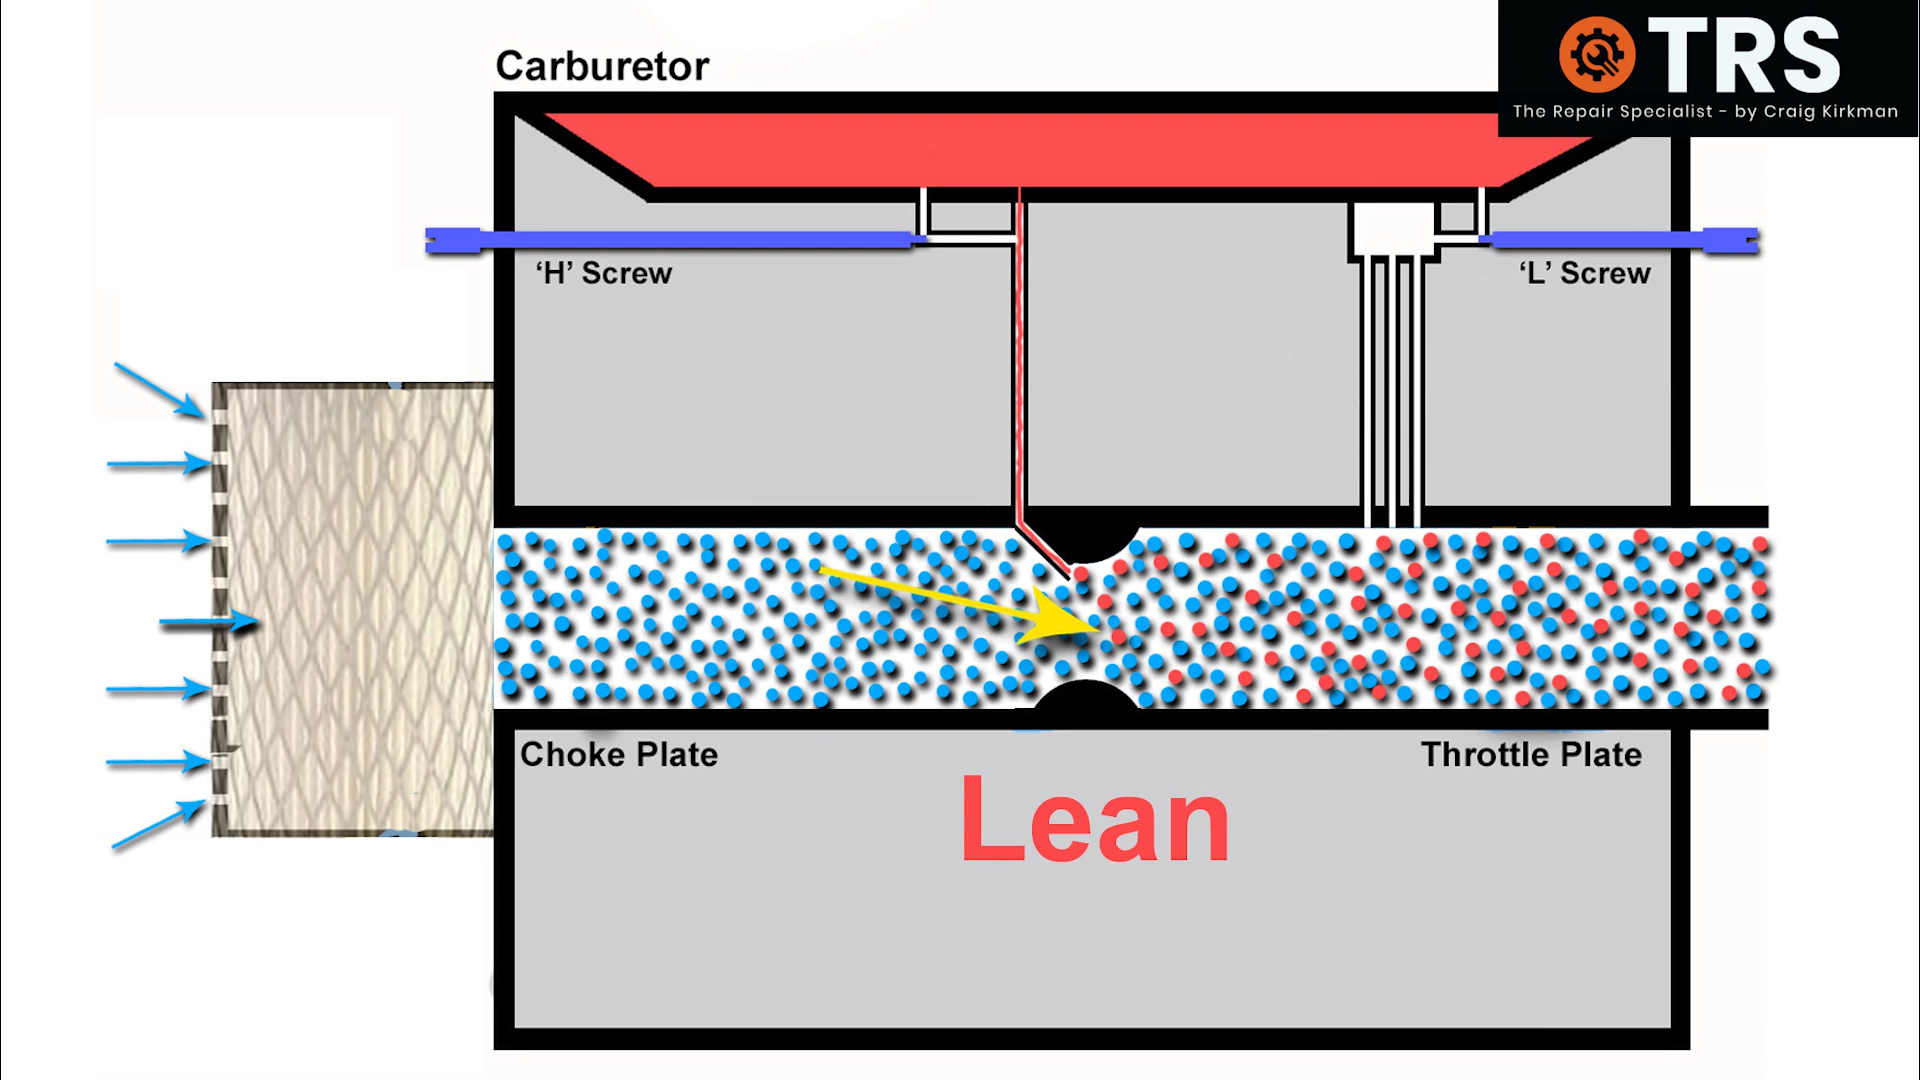 Carburetor
TRS
The Repair Specialist - by Craig Kirkman
‘H’ Screw
‘L’ Screw
Choke Plate
Throttle Plate
Lean